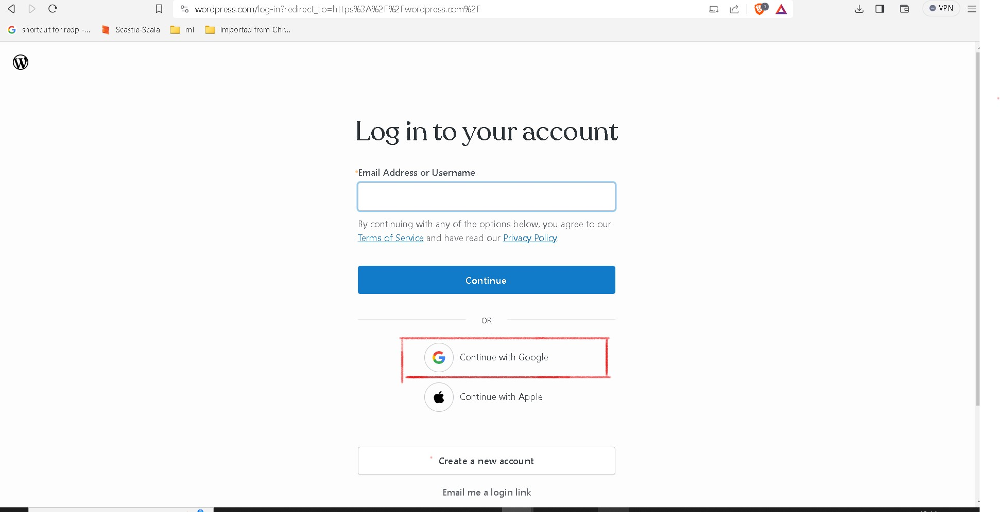 wordpress.com/log-in?redirect_to=https%3A%2F%2Fwordpress.com%2F
3
VPN
shortcut for redp -...
Scastie-Scala
ml
Imported from Chr...
Log in to your account
*Email Address or Username
By continuing with any of the options below, you agree to our
Terms of Service and have read our Privacy Policy.
Continue
OR
Continue with Google
Continue with Apple
Create a new account
Email me a login link